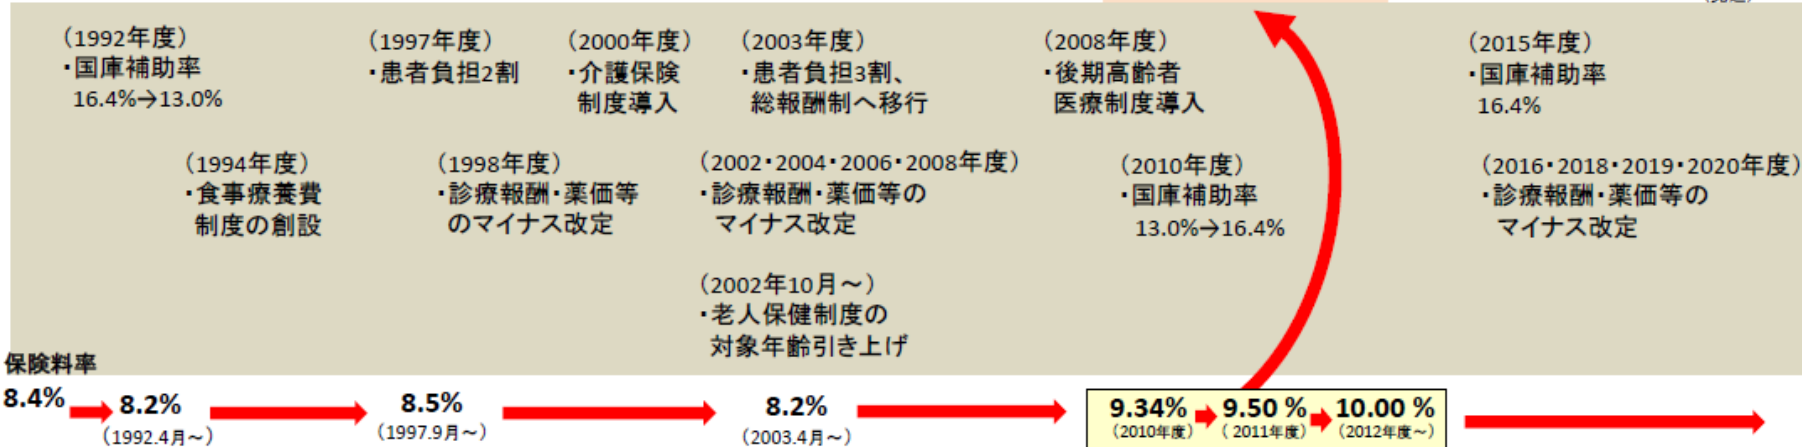 （1992年度）
・国庫補助率
16.4%→13.0%
（1997年度）
・患者負担2割
（2000年度）
・介護保険
制度導入
（2003年度）
・患者負担3割、
総報酬制へ移行
（2008年度）
・後期高齢者
医療制度導入
（2015年度）
・国庫補助率
16.4%
（1994年度）
・食事療養費
制度の創設
（1998年度）
・診療報酬・薬価等
のマイナス改定
（2002・2004・2006・2008年度）
・診療報酬・薬価等の
マイナス改定
（2010年度）
・国庫補助率
13.0%→16.4%
（2016・2018・2019・2020年度）
・診療報酬・薬価等の
マイナス改定
（2002年10月～）
・老人保健制度の
対象年齢引き上げ
保険料率
8.4%
8.2%
（1992.4月～）
8.5%
（1997.9月～）
8.2%
（2003.4月～）
9.34%
（2010年度）
9.50 %
（2011年度）
10.00 %
（2012年度～）